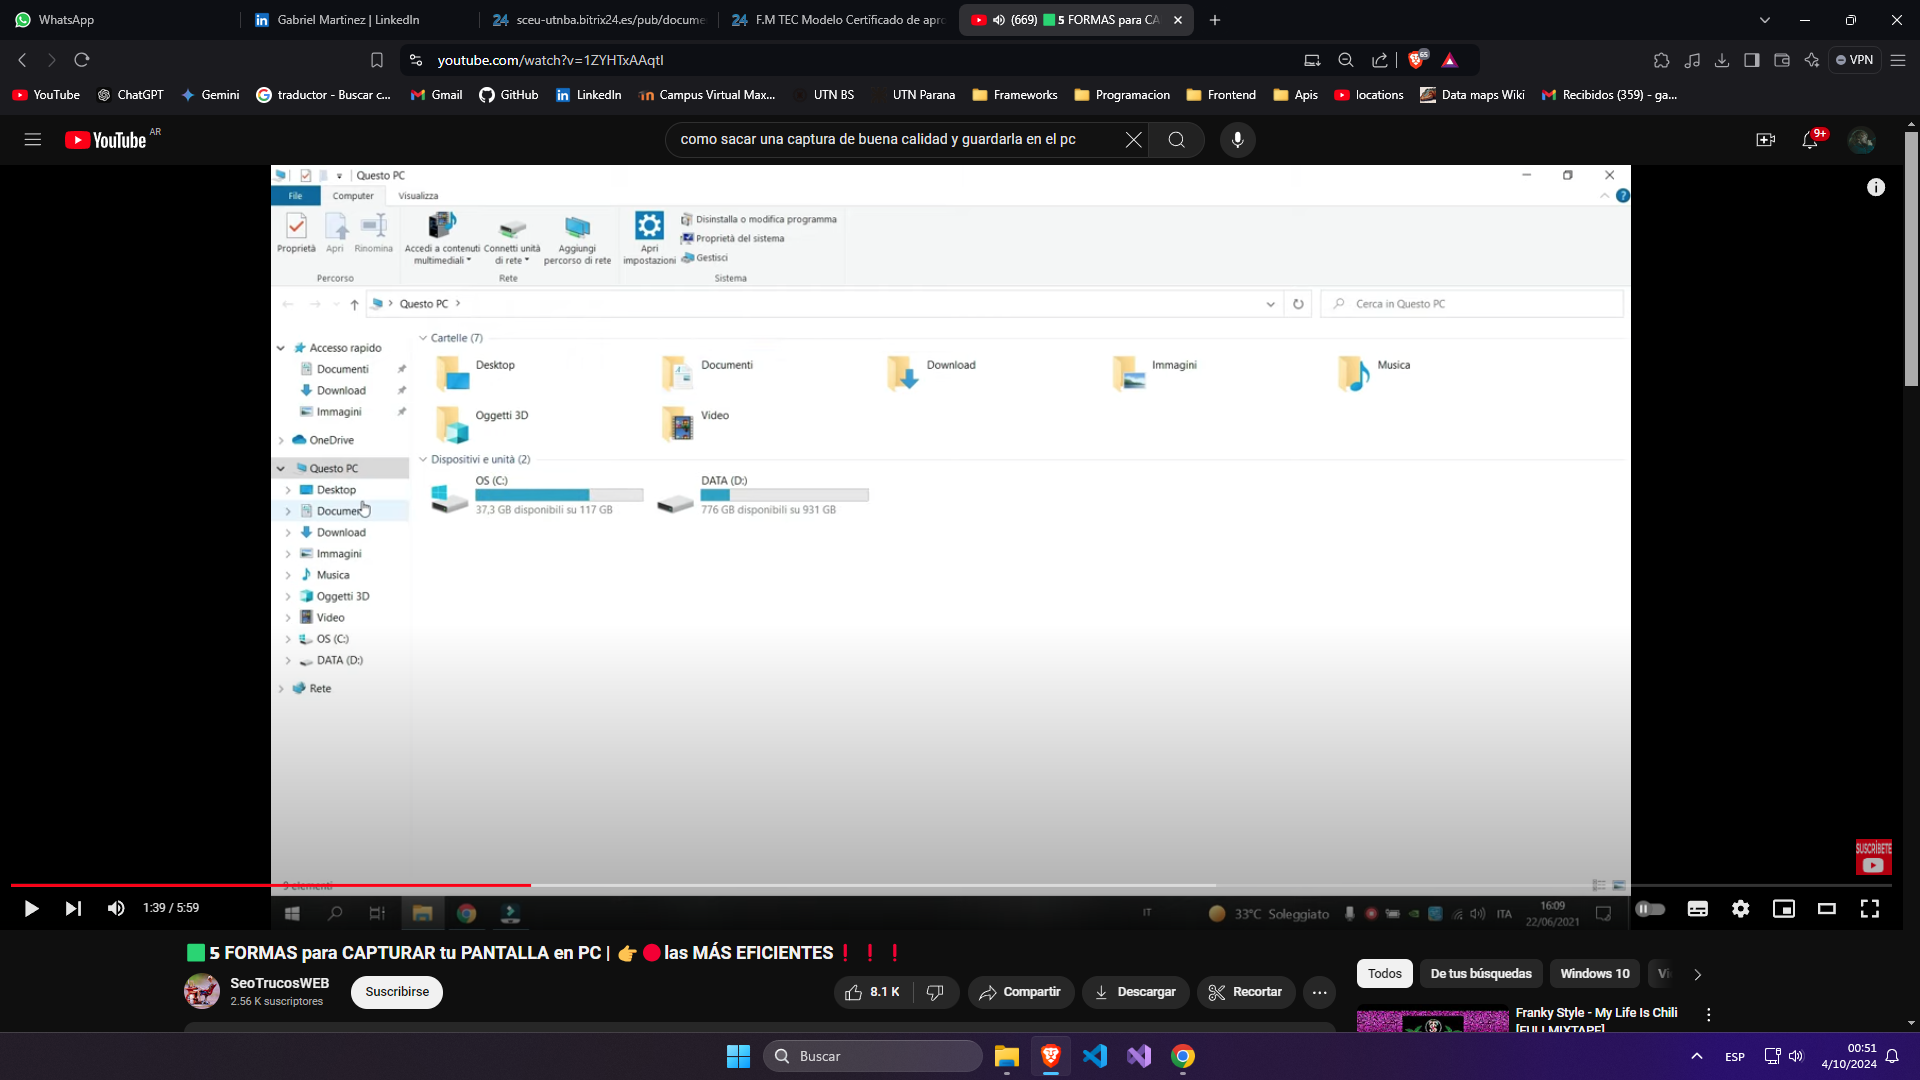 WhatsApp
Gabriel Martinez | LinkedIn
24 sceu-utnba.bitrix24.es/pub/docume
24 F.M TEC Modelo Certificado de apro
(669) 5 FORMAS para CA
youtube.com/watch?v=1ZYHTxAAqtI
65
VPN
YouTube
ChatGPT
Gemini
traductor - Buscar c...
Gmail
GitHub
LinkedIn
Campus Virtual Max...
UTN BS
UTN Parana
Frameworks
Programacion
Frontend
Apis
locations
Data maps Wiki
Recibidos (359) - ga...
YouTube AR
como sacar una captura de buena calidad y guardarla en el pc
9+
Questo PC
File
Computer
Visualizza
Proprietà
Apri
Rinomina
Accedi a contenuti
multimediali
Connetti unità
di rete
Aggiungi
percorso di rete
Apri
impostazioni
Disinstalla o modifica programma
Proprietà del sistema
Gestisci
Percorso
Rete
Sistema
Questo PC
Cerca in Questo PC
Accesso rapido
Documenti
Download
Immagini
OneDrive
Questo PC
Desktop
Documen
Download
Immagini
Musica
Oggetti 3D
Video
OS (C:)
DATA (D:)
Rete
Cartelle (7)
Desktop
Documenti
Download
Immagini
Musica
Oggetti 3D
Video
Dispositivi e unità (2)
OS (C:)
37,3 GB disponibili su 117 GB
DATA (D:)
776 GB disponibili su 931 GB
9 elementi
SUSCRÍBETE
1:39 / 5:59
IT
33°C Soleggiato
ITA
16:09
22/06/2021
5 FORMAS para CAPTURAR tu PANTALLA en PC | 👉 🔴 las MÁS EFICIENTES❗❗❗
SeoTrucosWEB
2.56 K suscriptores
Suscribirse
8.1 K
Compartir
Descargar
Recortar
Todos
De tus búsquedas
Windows 10
Franky Style - My Life Is Chili
[FULL MIXTAPE]
Buscar
ESP
00:51
4/10/2024